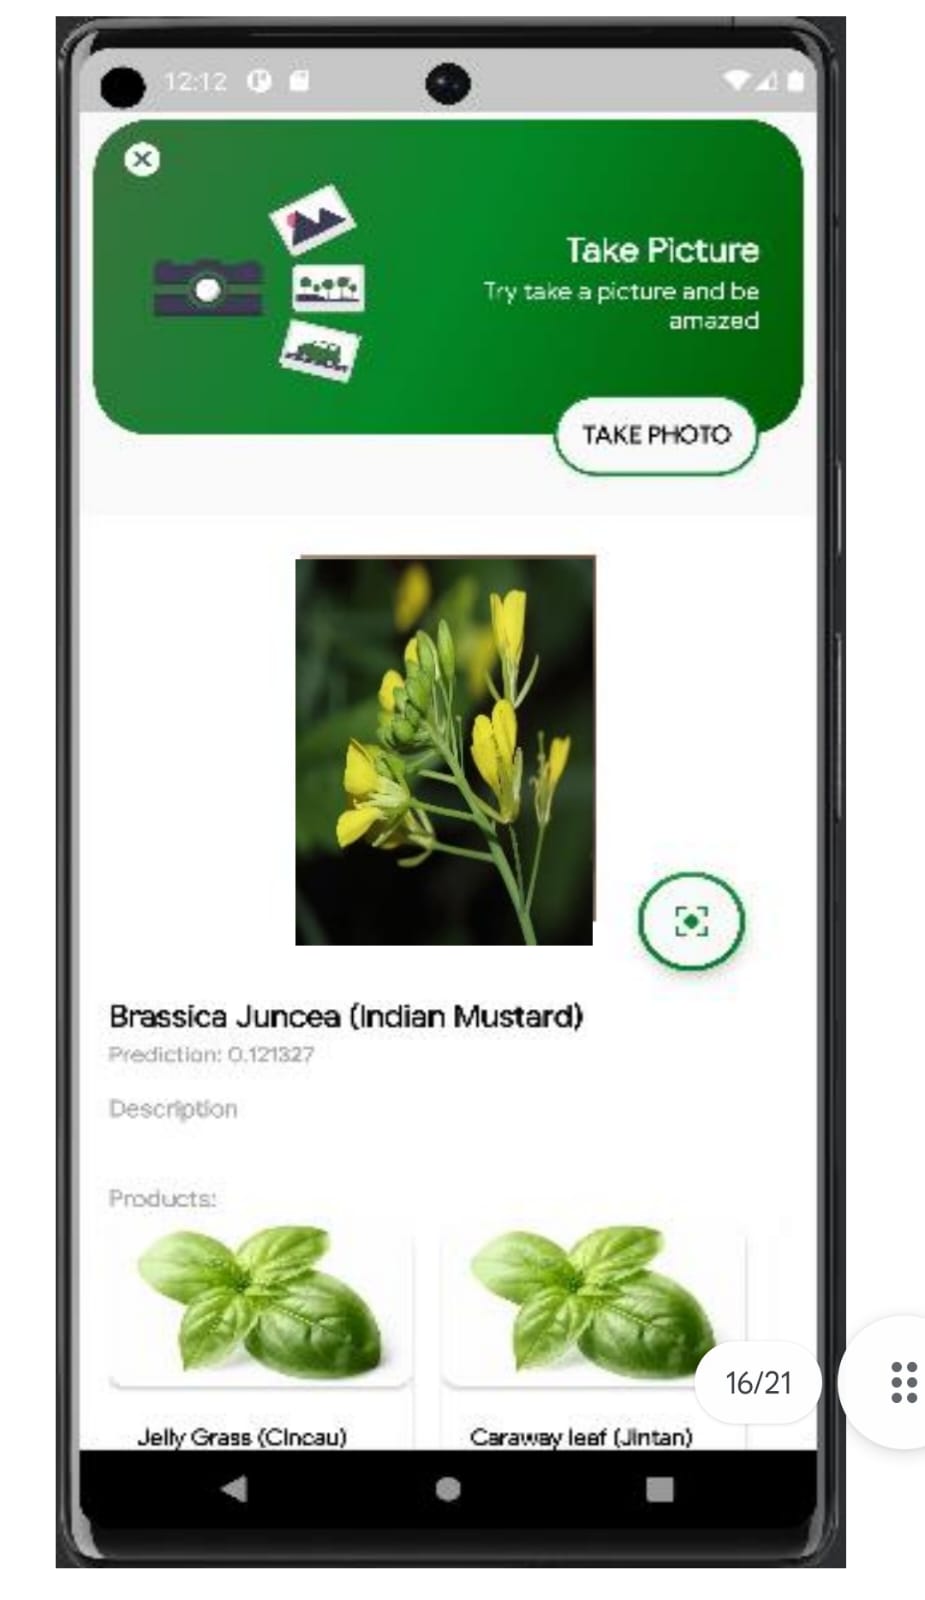 12:12
Take Picture
Try take a picture and be
amazed
TAKE PHOTO
Brassica Juncea (Indian Mustard)
Prediction: 0.121327
Description
Products:
Jelly Grass (Cincau)
Caraway leaf (Jintan)
16/21